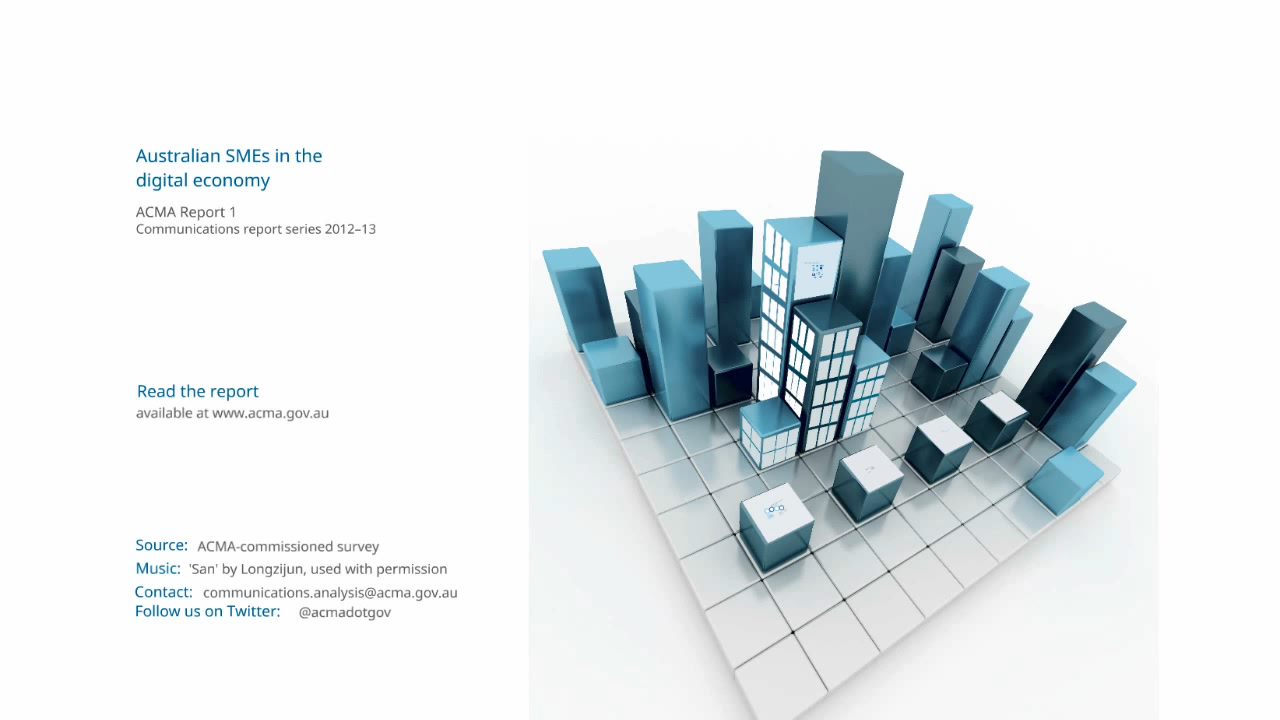 Australian SMEs in the
digital economy
ACMA Report 1
Communications report series 2012–13
Read the report
available at www.acma.gov.au
Source: ACMA-commissioned survey
Music: 'San' by Longzijun, used with permission
Contact: communications.analysis@acma.gov.au
Follow us on Twitter: @acmadotgov